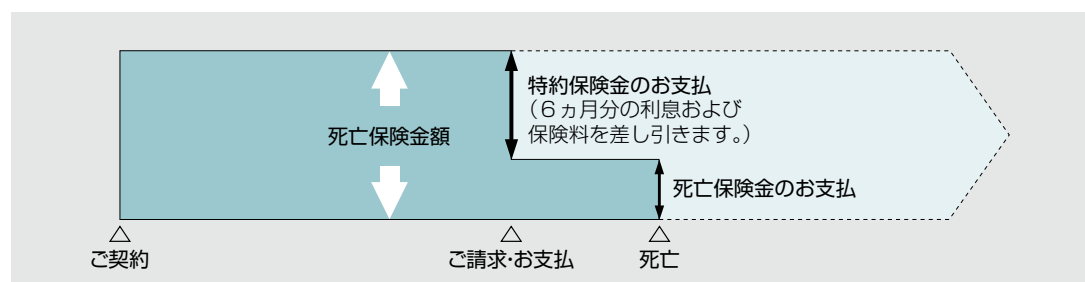 特約保険金のお支払
（６ヵ月分の利息および
保険料を差し引きます。）
死亡保険金額
死亡保険金のお支払
ご契約
ご請求・お支払
死亡